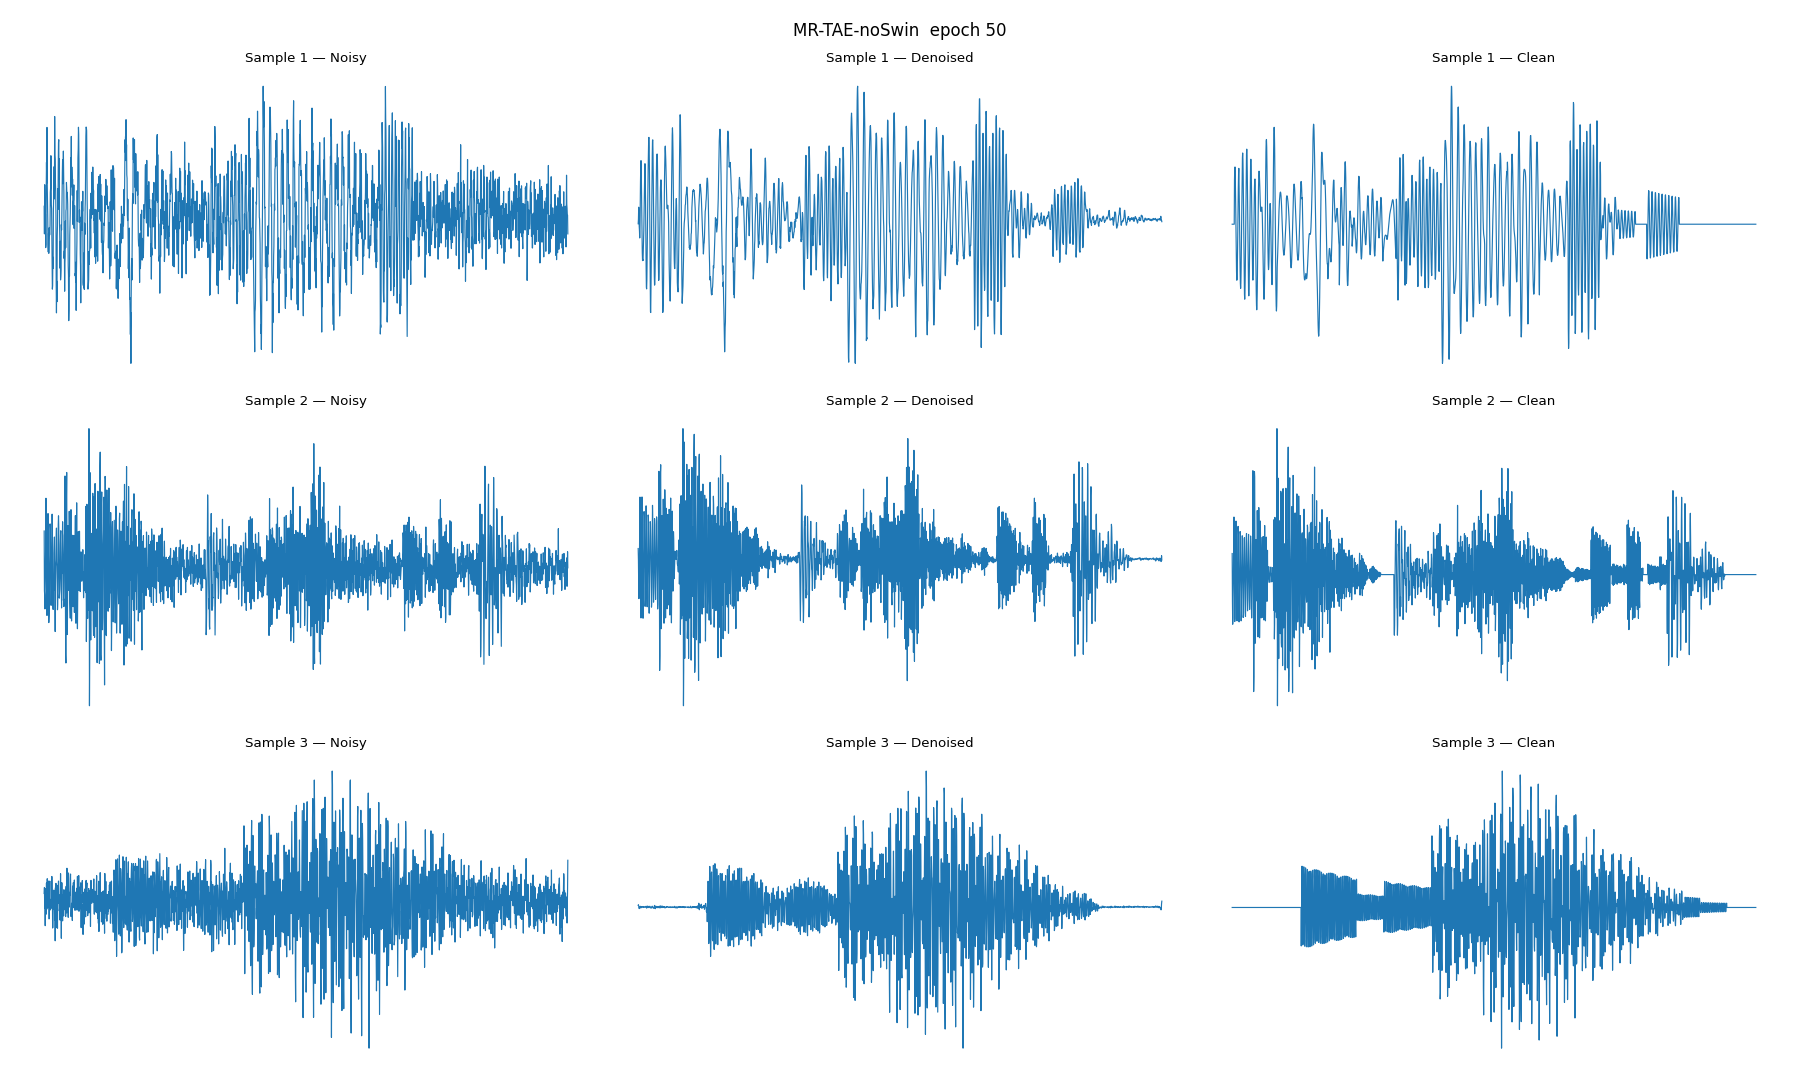 MR-TAE-noSwin  epoch 50
Sample 1 — Noisy
Sample 1 — Denoised
Sample 1 — Clean
Sample 2 — Noisy
Sample 2 — Denoised
Sample 2 — Clean
Sample 3 — Noisy
Sample 3 — Denoised
Sample 3 — Clean